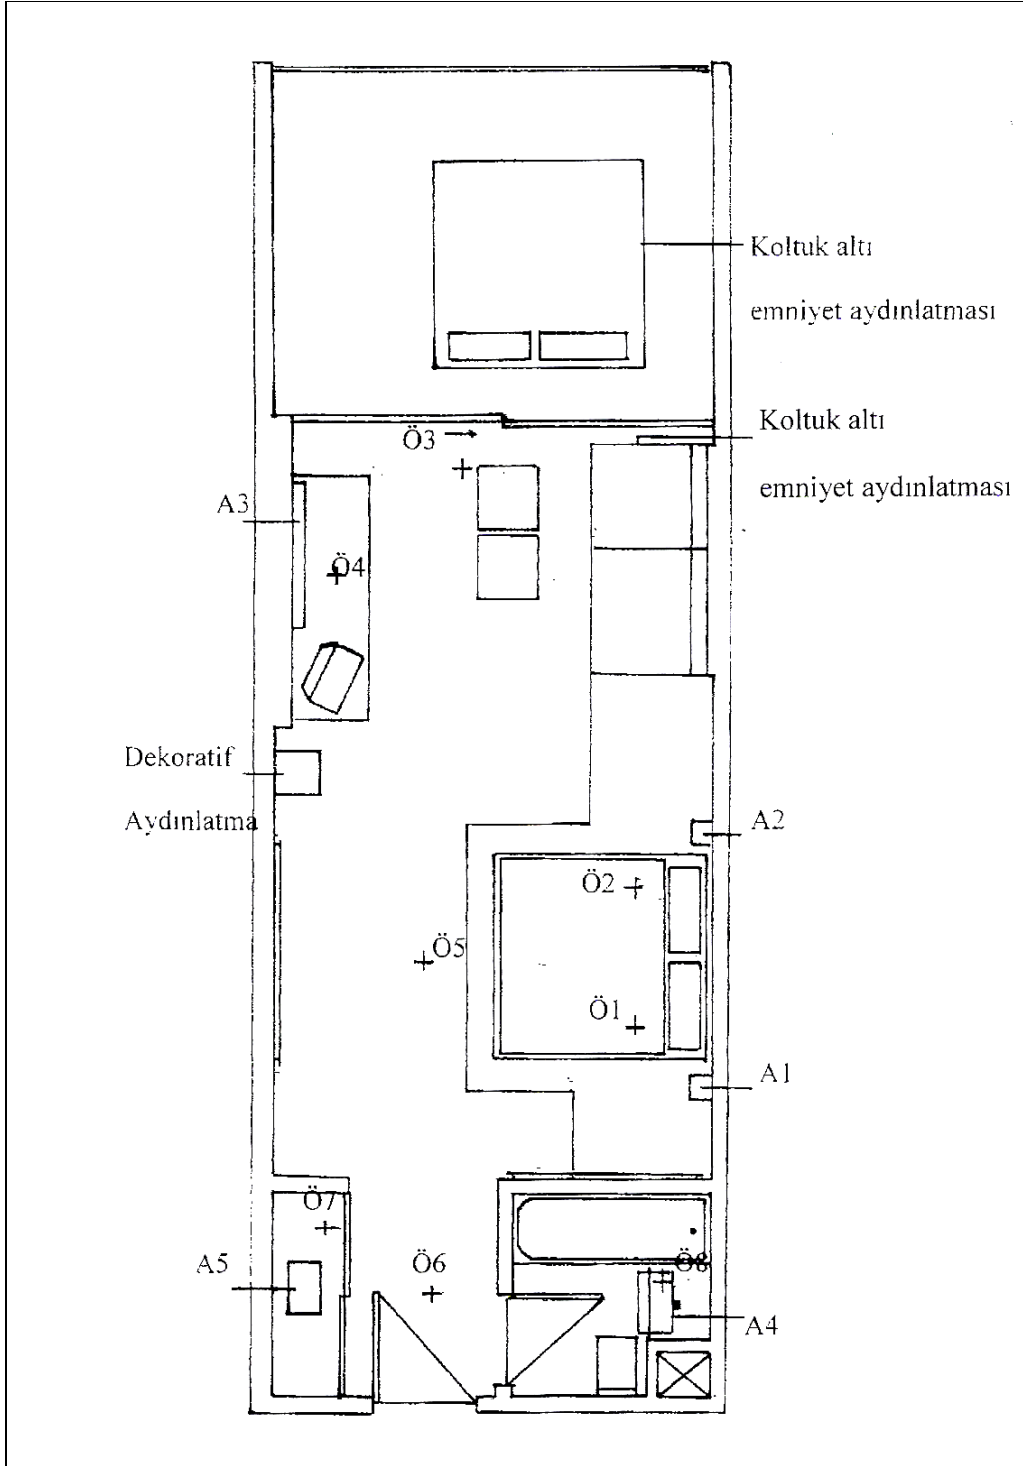 Koltuk altı
emniyet aydınlatması
Koltuk altı
Ö3
emniyet aydınlatması
A3
Ö4
Dekoratif
Aydınlatma
A2
Ö2
Ö5
Ö1
A1
Ö7
A5
Ö6
Ö8
A4